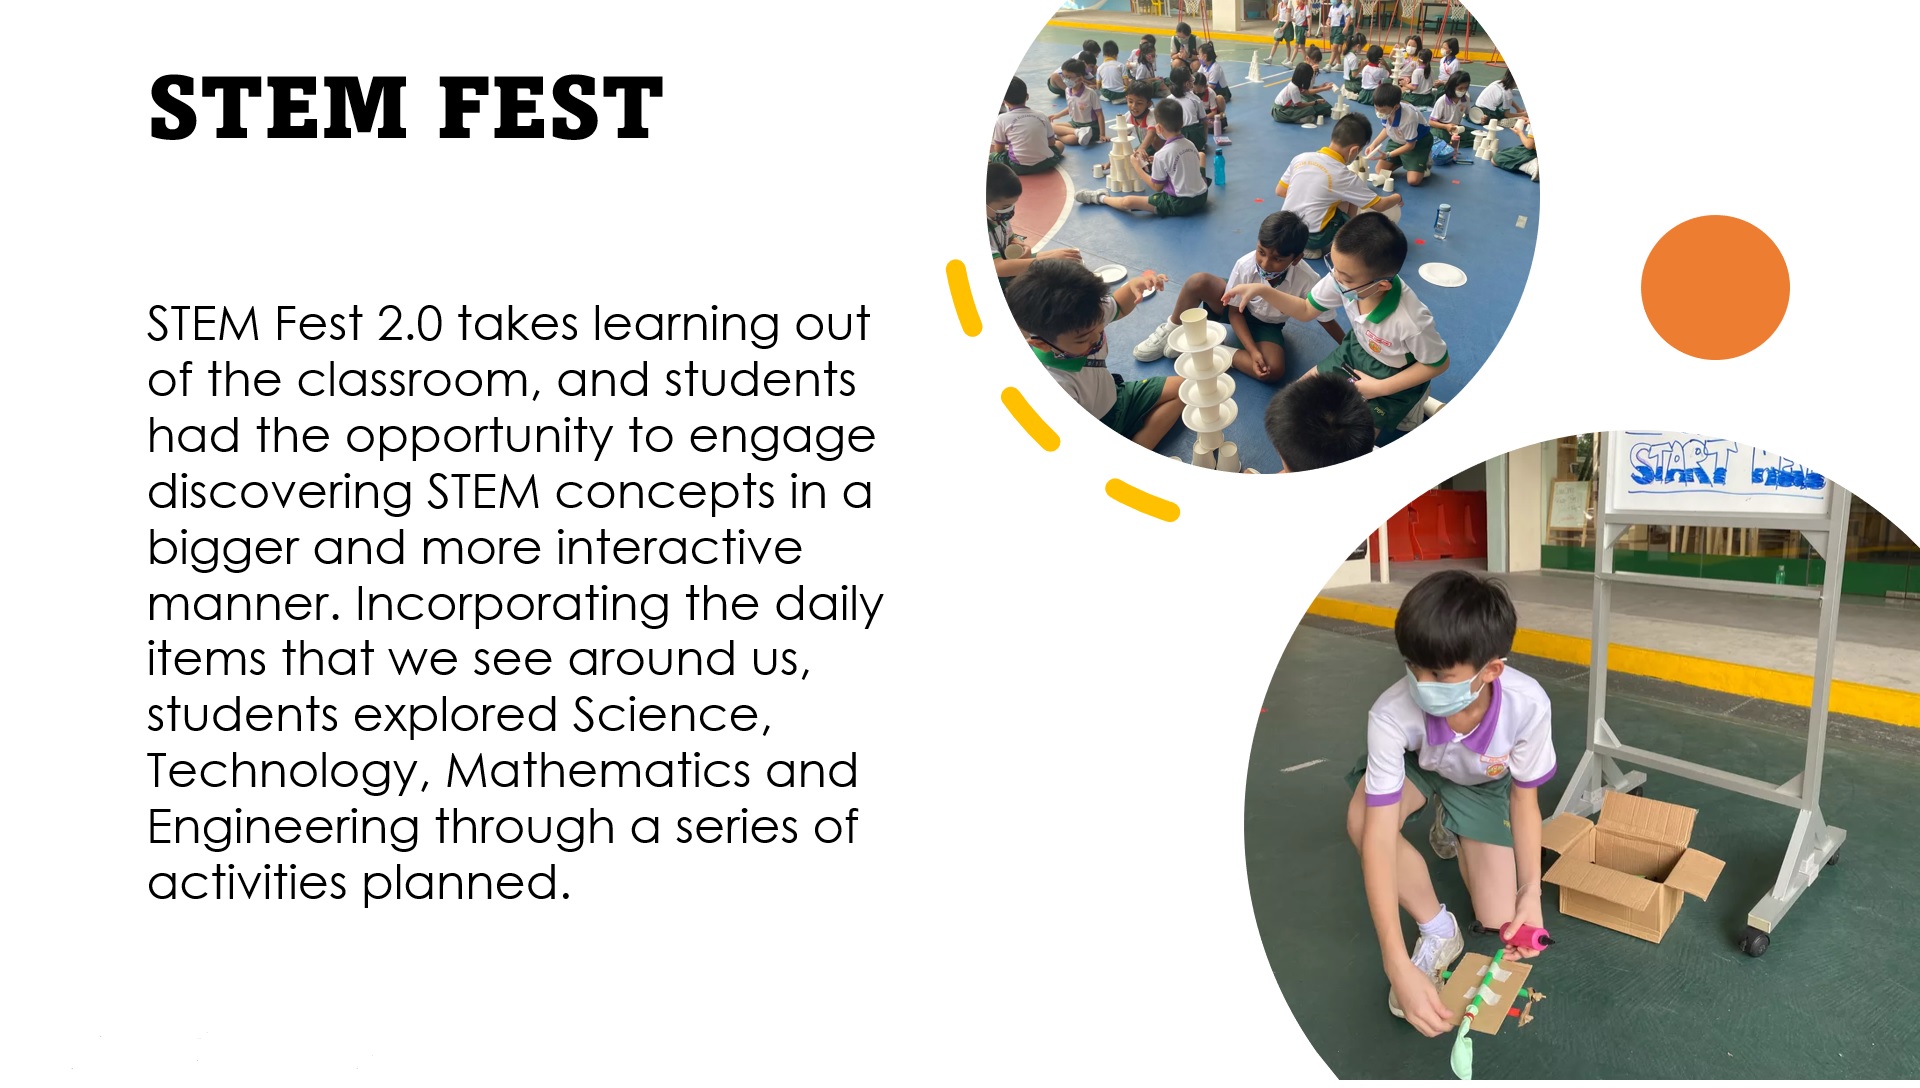 STEM FEST
STEM Fest 2.0 takes learning out
of the classroom, and students
had the opportunity to engage
discovering STEM concepts in a
bigger and more interactive
manner. Incorporating the daily
items that we see around us,
students explored Science,
Technology, Mathematics and
Engineering through a series of
activities planned.
START HERE